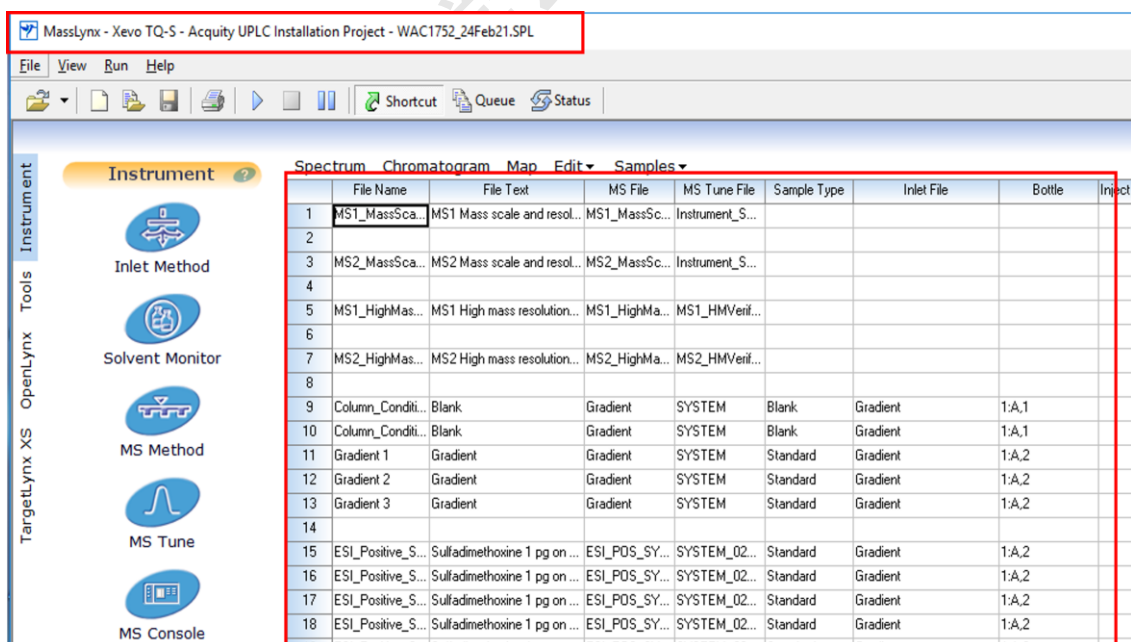 MassLynx - Xevo TQ-S - Acquity UPLC Installation Project - WAC1752_24Feb21.SPL
File View Run Help
Shortcut Queue Status
Instrument
Tools
OpenLynx
TargetLynx XS
Instrument ?
Inlet Method
Solvent Monitor
MS Method
MS Tune
MS Console
Spectrum Chromatogram Map Edit Samples
File Name File Text MS File MS Tune File Sample Type Inlet File Bottle Inject
1 MS1_MassSca... MS1 Mass scale and resol... MS1_MassSc... Instrument_S...
2
3 MS2_MassSca... MS2 Mass scale and resol... MS2_MassSc... Instrument_S...
4
5 MS1_HighMas... MS1 High mass resolution... MS1_HighMa... MS1_HMVerif...
6
7 MS2_HighMas... MS2 High mass resolution... MS2_HighMa... MS2_HMVerif...
8
9 Column_Conditi... Blank Gradient SYSTEM Blank Gradient 1:A,1
10 Column_Conditi... Blank Gradient SYSTEM Blank Gradient 1:A,1
11 Gradient 1 Gradient Gradient SYSTEM Standard Gradient 1:A,2
12 Gradient 2 Gradient Gradient SYSTEM Standard Gradient 1:A,2
13 Gradient 3 Gradient Gradient SYSTEM Standard Gradient 1:A,2
14
15 ESI_Positive_S... Sulfadimethoxine 1 pg on ... ESI_POS_SY... SYSTEM_02... Standard Gradient 1:A,2
16 ESI_Positive_S... Sulfadimethoxine 1 pg on ... ESI_POS_SY... SYSTEM_02... Standard Gradient 1:A,2
17 ESI_Positive_S... Sulfadimethoxine 1 pg on ... ESI_POS_SY... SYSTEM_02... Standard Gradient 1:A,2
18 ESI_Positive_S... Sulfadimethoxine 1 pg on ... ESI_POS_SY... SYSTEM_02... Standard Gradient 1:A,2